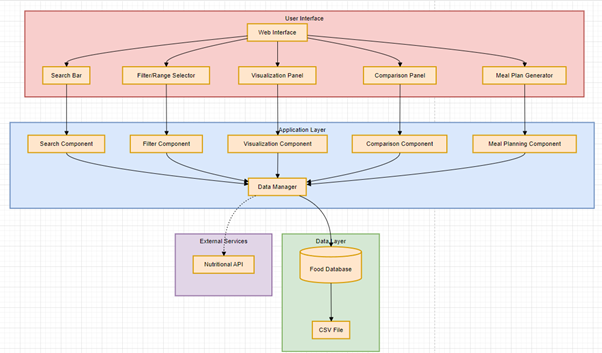 User Interface
Web Interface
Search Bar
Filter/Range Selector
Visualization Panel
Comparison Panel
Meal Plan Generator
Application Layer
Search Component
Filter Component
Visualization Component
Comparison Component
Meal Planning Component
Data Manager
External Services
Data Layer
Nutritional API
Food Database
CSV File